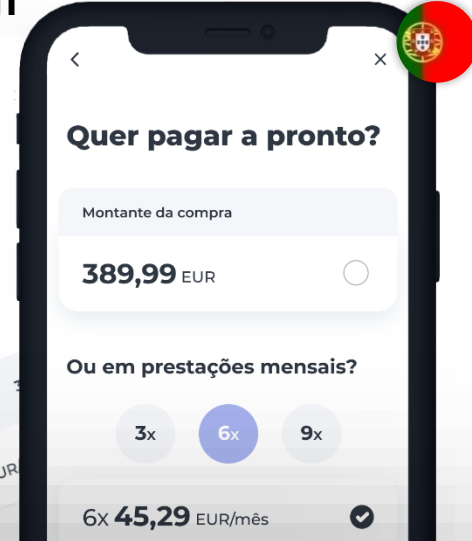 Quer pagar a pronto?
Montante da compra
389,99 EUR
Ou em prestações mensais?
3x 6x 9x
6x 45,29 EUR/mês